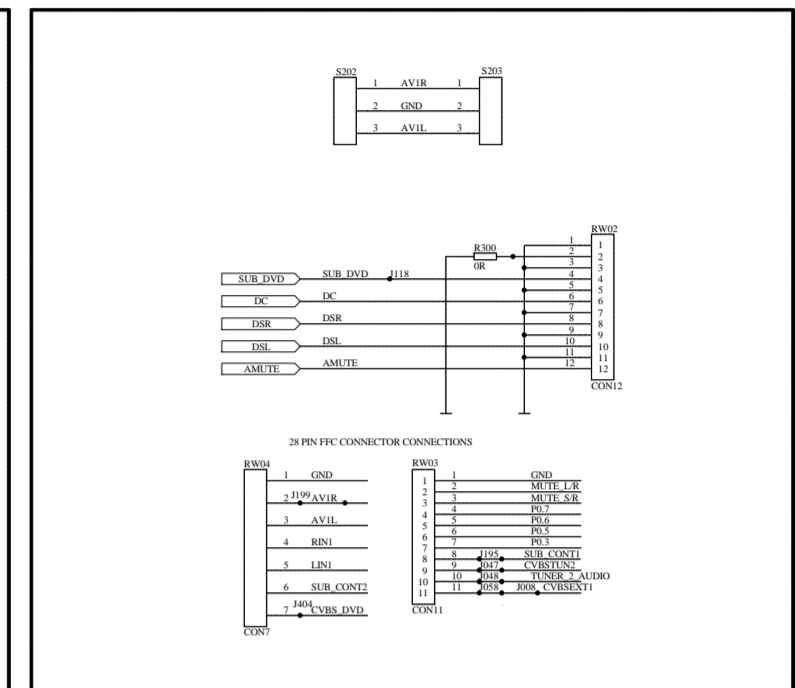 S202 S203
1 AV1R 1
2 GND 2
3 AV1L 3
RW02
R300
0R
1 1
2 2
3 3
SUB_DVD SUB_DVD J118 4 4
5 5
DC DC 6 6
7 7
DSR DSR 8 8
9 9
DSL DSL 10 10
11 11
AMUTE AMUTE 12 12
CON12
28 PIN FFC CONNECTOR CONNECTIONS
RW04
1 GND
2 J199 AV1R
3 AV1L
4 RIN1
5 LIN1
6 SUB_CONT2
7 J404 CVBS_DVD
CON7
RW03
1 1 GND
2 2 MUTE_L/R
3 3 MUTE_S/R
4 4 P0.7
5 5 P0.6
6 6 P0.5
7 7 P0.3
8 8 J195 SUB_CONT1
9 9 J047 CVBSTUN2
10 10 J048 TUNER_2_AUDIO
11 11 J058 J008 CVBSEXT1
CON11